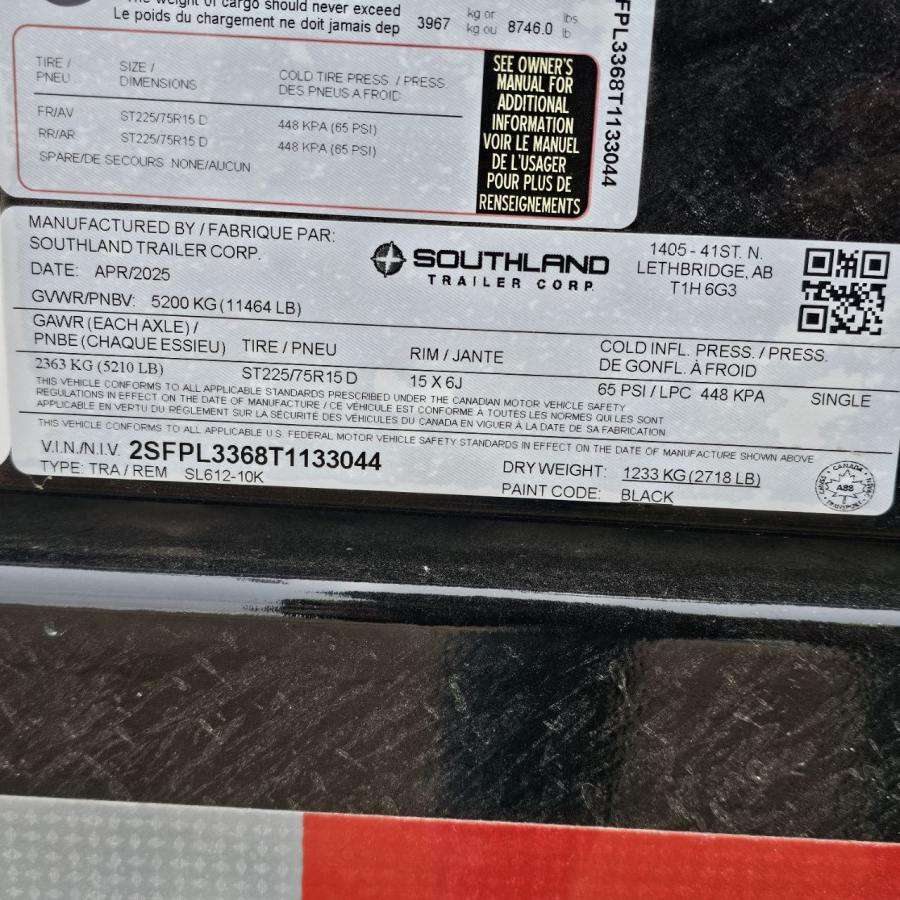 The weight of cargo should never exceed
Le poids du chargement ne doit jamais dep 3967 kg or kg ou 8746.0 lbs lb
TIRE / PNEU SIZE / DIMENSIONS COLD TIRE PRESS. / PRESS. DES PNEUS A FROID
FR/AV ST225/75R15 D 448 KPA (65 PSI)
RR/AR ST225/75R15 D 448 KPA (65 PSI)
SPARE/DE SECOURS NONE/AUCUN
SEE OWNER'S
MANUAL FOR
ADDITIONAL
INFORMATION
VOIR LE MANUEL
DE L'USAGER
POUR PLUS DE
RENSEIGNEMENTS
FPL3368T1133044
MANUFACTURED BY / FABRIQUE PAR:
SOUTHLAND TRAILER CORP.
DATE: APR/2025
GVWR/PNBV: 5200 KG (11464 LB)
SOUTHLAND
TRAILER CORP.
1405 - 41ST. N.
LETHBRIDGE, AB
T1H 6G3
GAWR (EACH AXLE) /
PNBE (CHAQUE ESSIEU) TIRE / PNEU RIM / JANTE COLD INFL. PRESS. / PRESS.
DE GONFL. À FROID
2363 KG (5210 LB) ST225/75R15 D 15 X 6J 65 PSI / LPC 448 KPA SINGLE
THIS VEHICLE CONFORMS TO ALL APPLICABLE STANDARDS PRESCRIBED UNDER THE CANADIAN MOTOR VEHICLE SAFETY
REGULATIONS IN EFFECT ON THE DATE OF MANUFACTURE / CE VEHICULE EST CONFORME À TOUTES LES NORMES QUI LES SONT
APPLICABLE EN VERTU DU RÈGLEMENT SUR LA SÉCURITÉ DES VÉHICULES DU CANADA EN VIGUER À LA DATE DE SA FABRICATION.
THIS VEHICLE CONFORMS TO ALL APPLICABLE U.S. FEDERAL MOTOR VEHICLE SAFETY STANDARDS IN EFFECT ON THE DATE OF MANUFACTURE SHOWN ABOVE
V.I.N./N.I.V. 2SFPL3368T1133044
TYPE: TRA / REM SL612-10K
DRY WEIGHT: 1233 KG (2718 LB)
PAINT CODE: BLACK
CANADA
A88